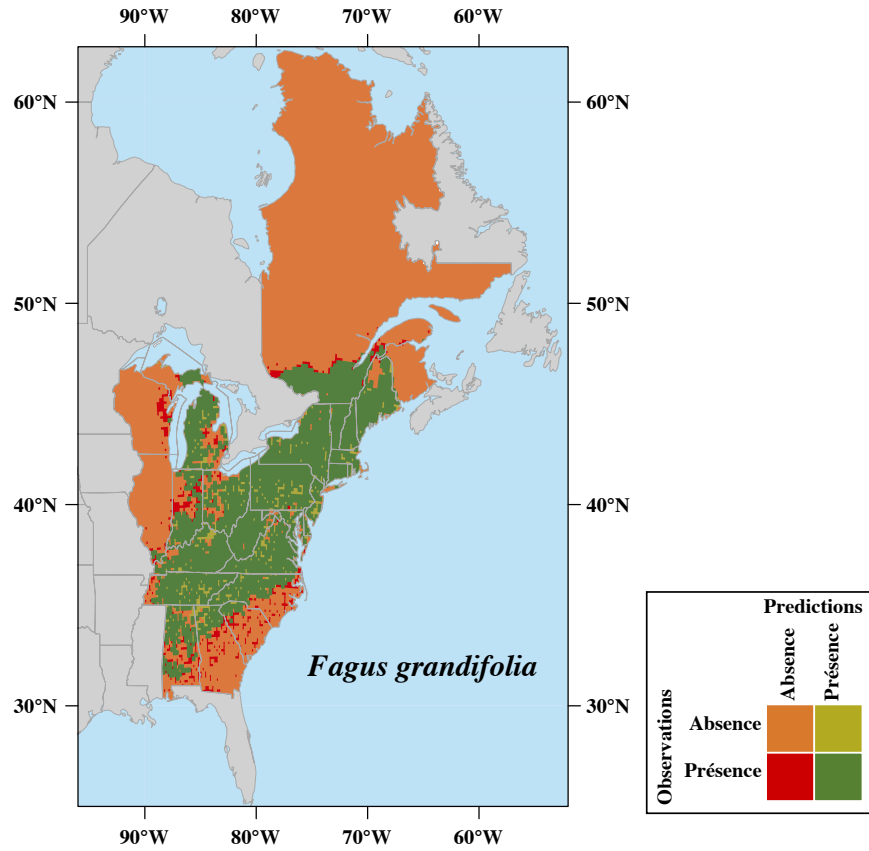 90°W 80°W 70°W 60°W
60°N 60°N
50°N 50°N
40°N 40°N
30°N 30°N
Fagus grandifolia
90°W 80°W 70°W 60°W
Predictions
Absence
Présence
Observations
Absence
Présence